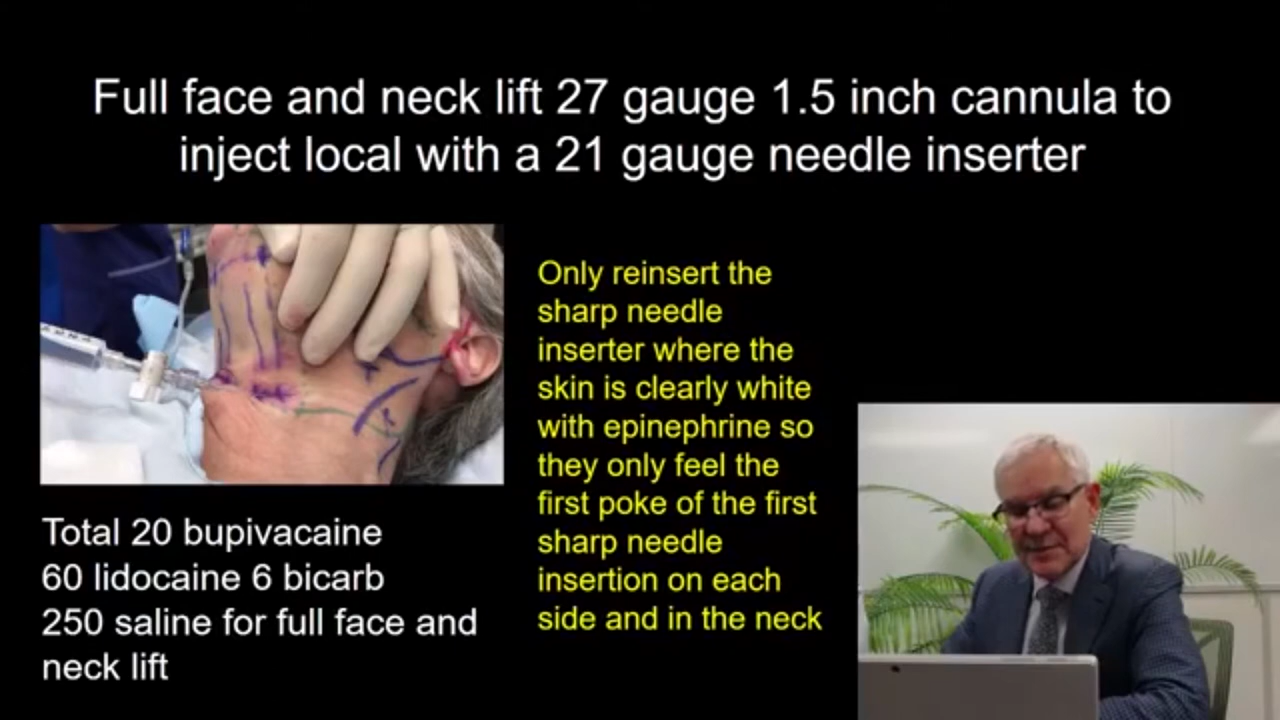 Full face and neck lift 27 gauge 1.5 inch cannula to
inject local with a 21 gauge needle inserter
Only reinsert the
sharp needle
inserter where the
skin is clearly white
with epinephrine so
they only feel the
first poke of the first
sharp needle
insertion on each
side and in the neck
Total 20 bupivacaine
60 lidocaine 6 bicarb
250 saline for full face and
neck lift